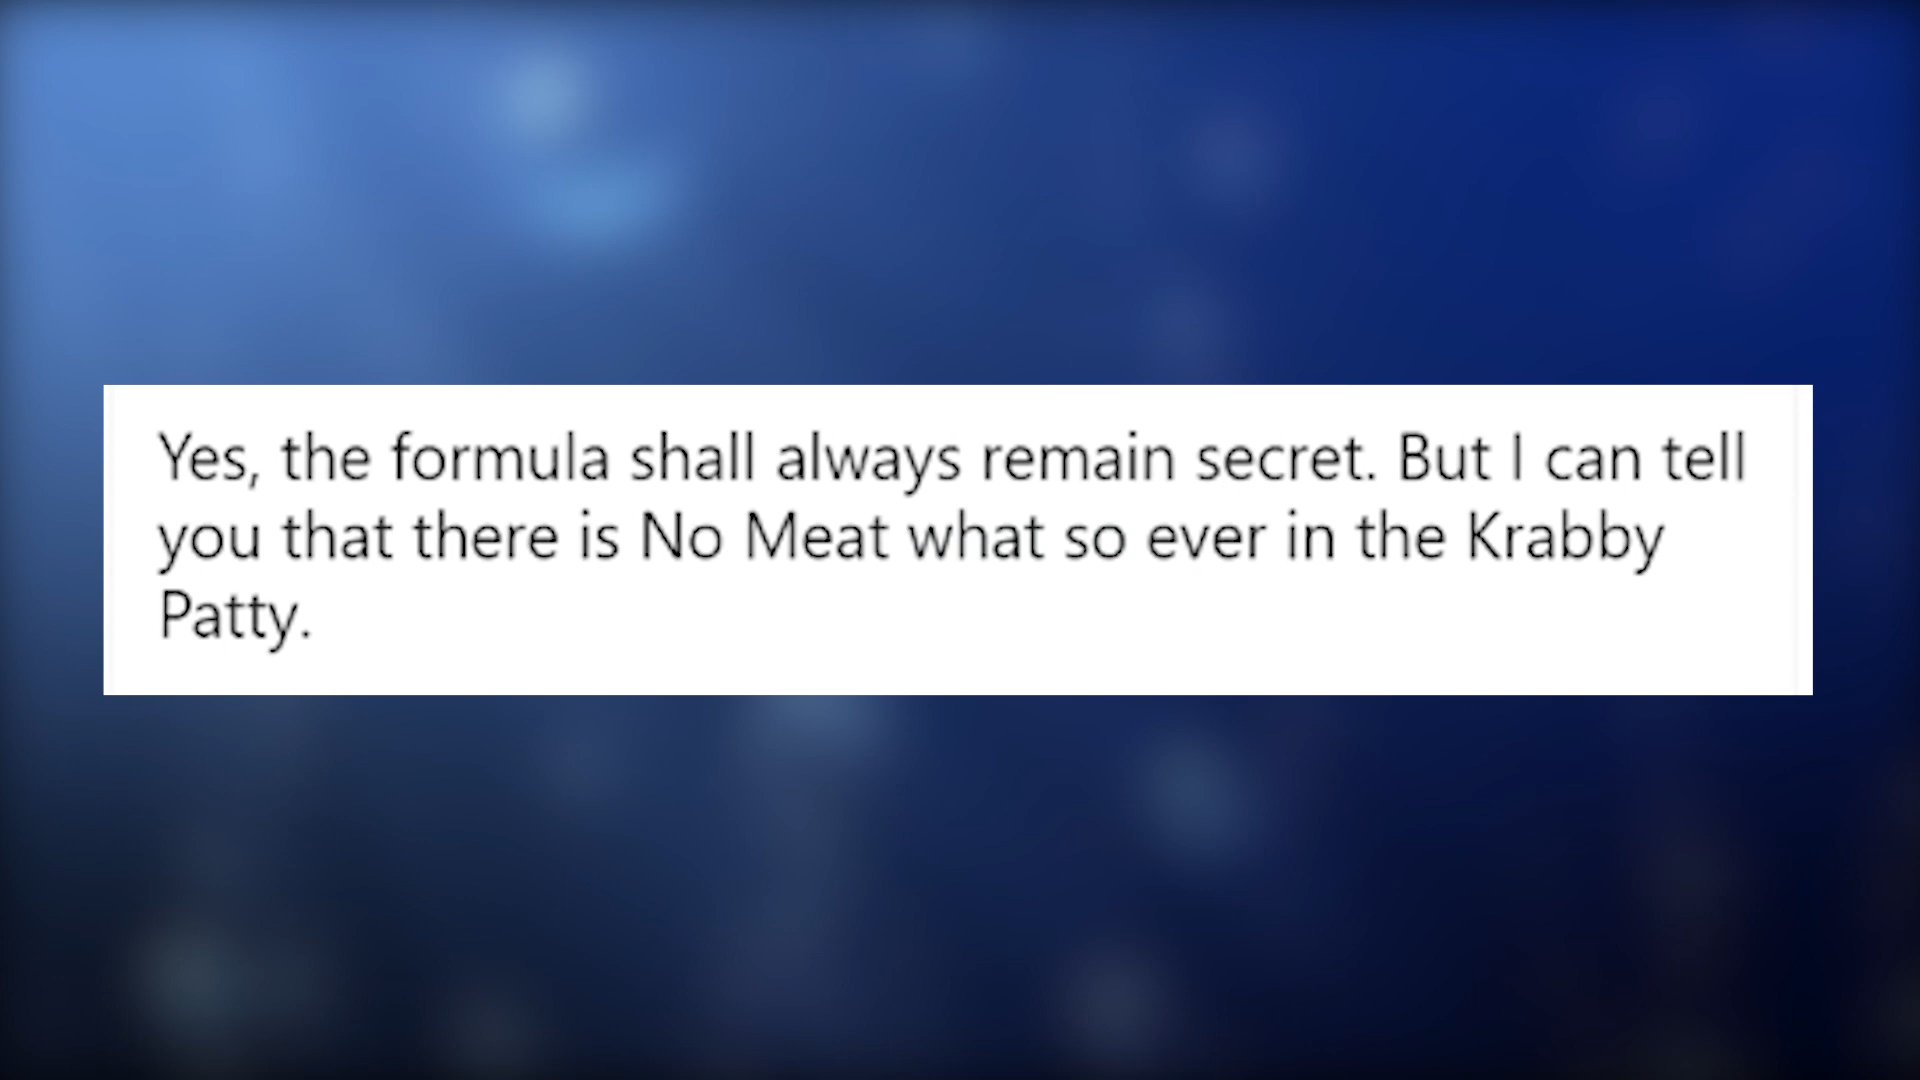 Yes, the formula shall always remain secret. But I can tell
you that there is No Meat what so ever in the Krabby
Patty.